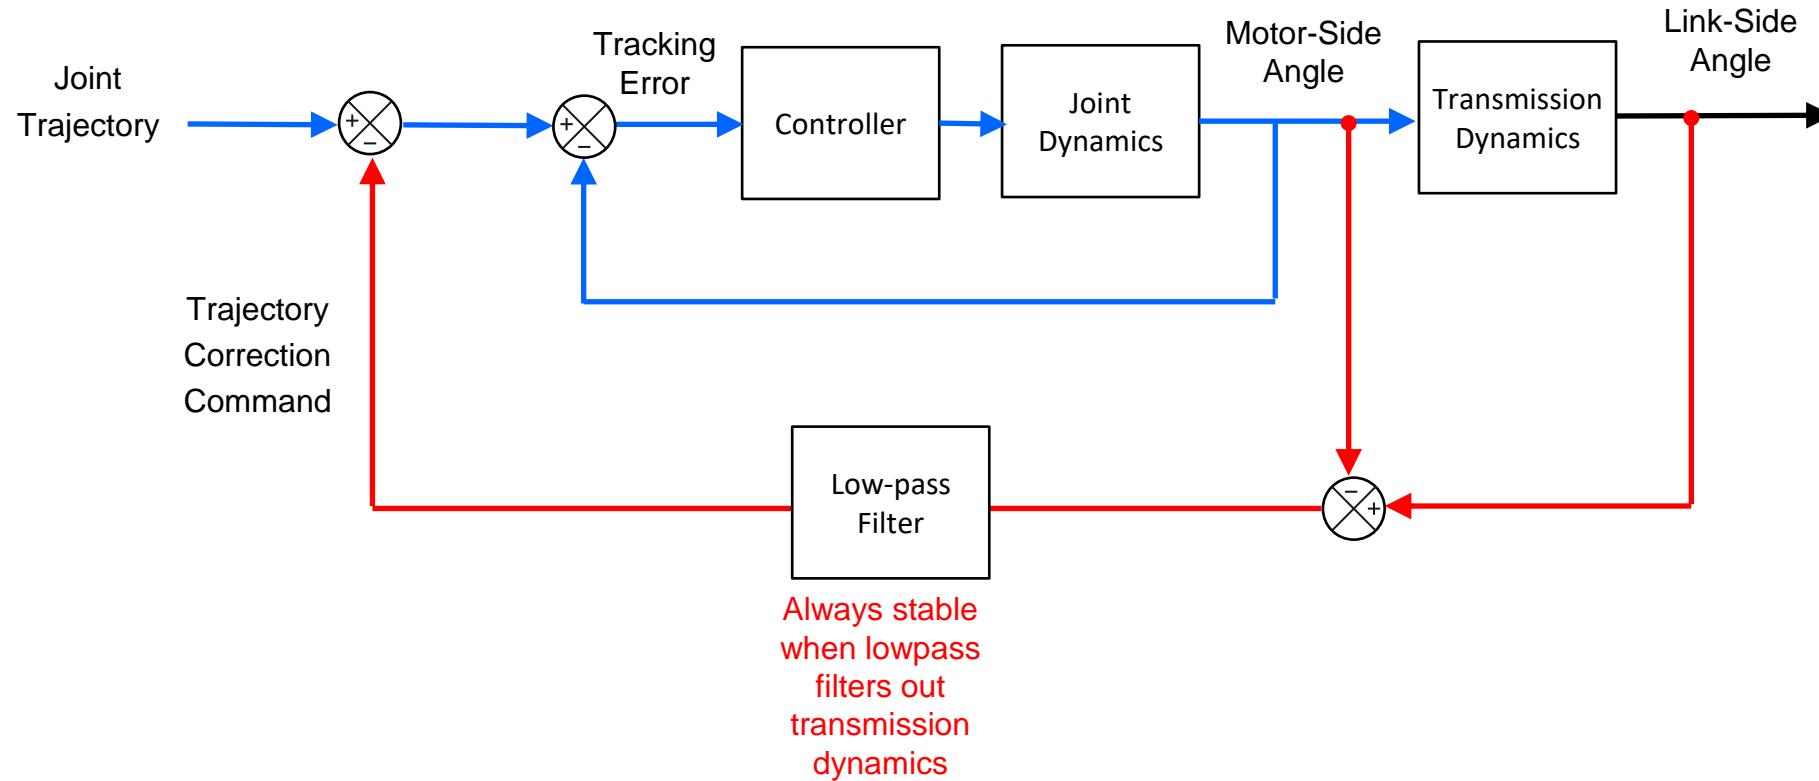 Joint
Trajectory
+
−
Tracking
Error
+
−
Controller
Joint
Dynamics
Motor-Side
Angle
Transmission
Dynamics
Link-Side
Angle
Trajectory
Correction
Command
Low-pass
Filter
−
+
Always stable
when lowpass
filters out
transmission
dynamics